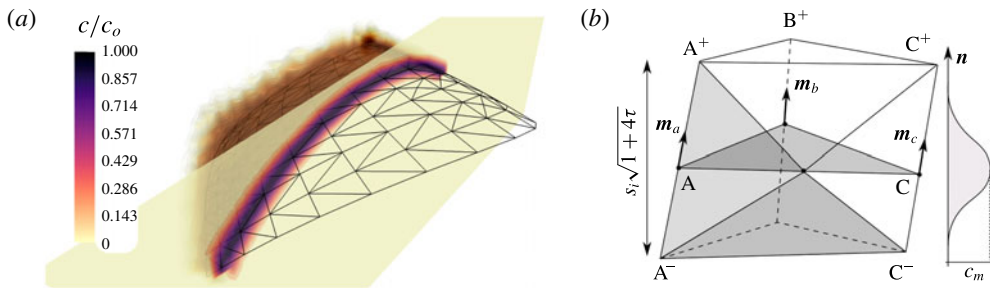 (a)
c/c_o
1.000
0.857
0.714
0.571
0.429
0.286
0.143
0
(b)
B⁺
A⁺
C⁺
n
m_b
m_a
m_c
s_i√1 + 4τ
A
C
A⁻
C⁻
c_m